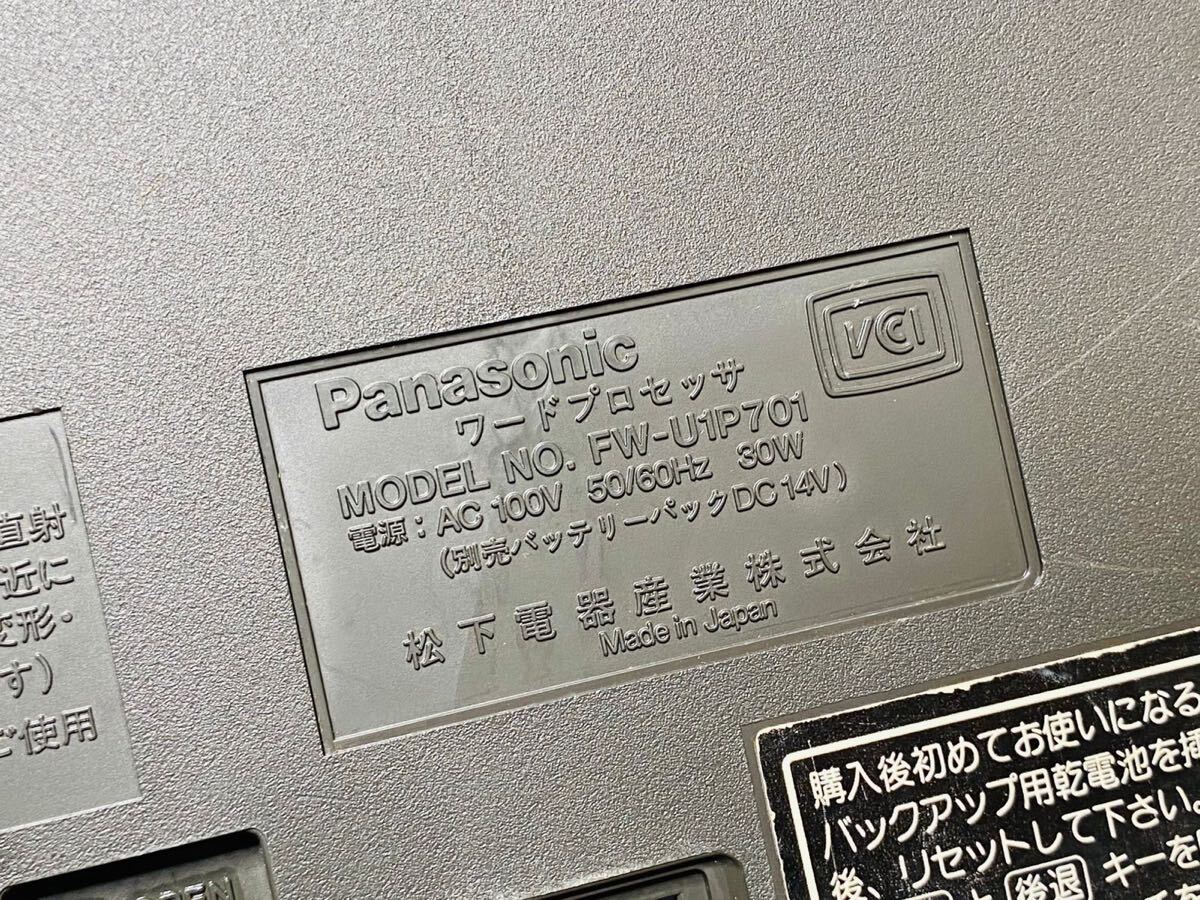 Panasonic
VCCI
ワードプロセッサ
MODEL NO. FW-U1P701
電源：AC 100V 50/60Hz 30W
（別売バッテリーパックDC14V）
松下電器産業株式会社
Made in Japan
直射
近に
変形・
す）
ご使用
購入後初めてお使いになる
バックアップ用乾電池を挿
後、リセットして下さい。
と 後退 キーを